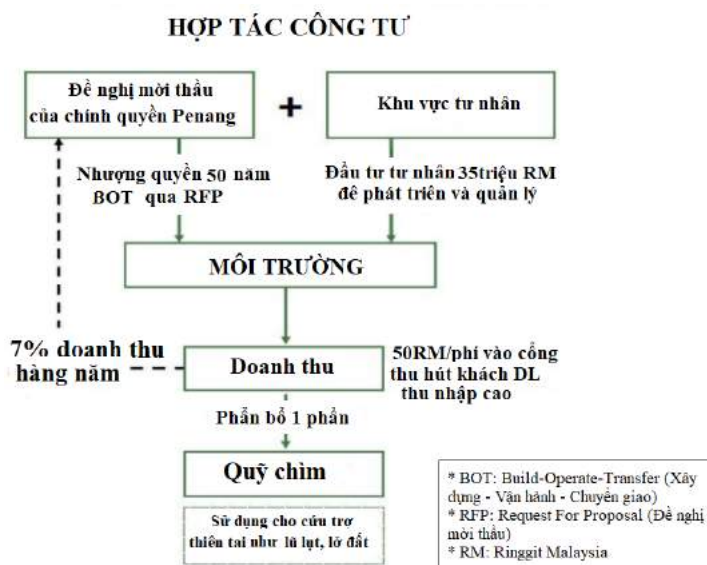 HỢP TÁC CÔNG TƯ
Đề nghị mời thầu
của chính quyền Penang
+
Khu vực tư nhân
Nhượng quyền 50 năm
BOT qua RFP
Đầu tư tư nhân 35triệu RM
để phát triên và quản lý
MÔI TRƯỜNG
7% doanh thu
hàng năm
Doanh thu
50RM/phí vào cổng
thu hút khách DL
thu nhập cao
Phẩn bổ 1 phần
Quỹ chìm
Sử dụng cho cứu trợ
thiên tai như lũ lụt, lở đất
* BOT: Build-Operate-Transfer (Xây
dựng - Vận hành - Chuyển giao)
* RFP: Request For Proposal (Đề nghị
mời thầu)
* RM: Ringgit Malaysia